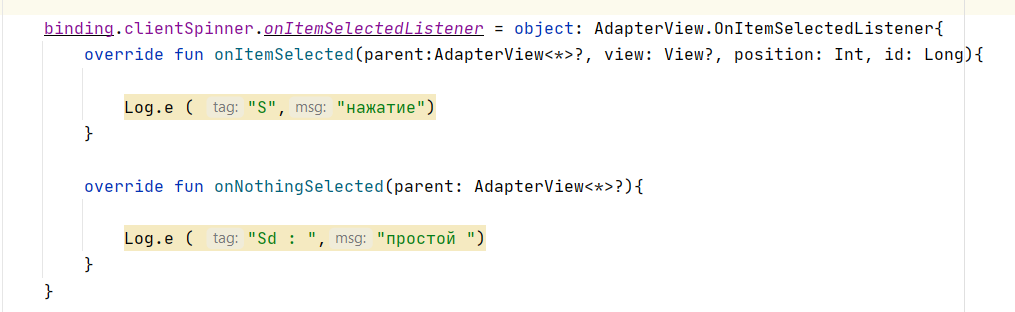 binding.clientSpinner.onItemSelectedListener = object: AdapterView.OnItemSelectedListener{
override fun onItemSelected(parent:AdapterView<*>?, view: View?, position: Int, id: Long){
Log.e ( tag: "S", msg: "нажатие")
}
override fun onNothingSelected(parent: AdapterView<*>?){
Log.e ( tag: "Sd : ", msg: "простой ")
}
}